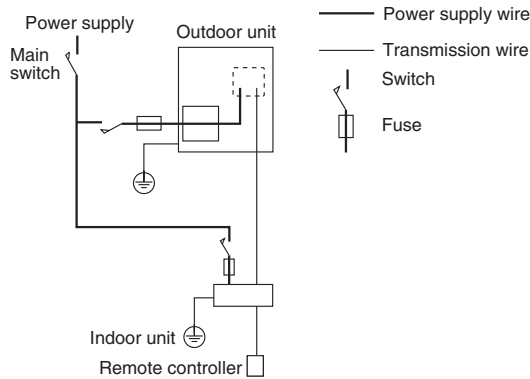 Power supply
Main
switch
Outdoor unit
Indoor unit
Remote controller
Power supply wire
Transmission wire
Switch
Fuse